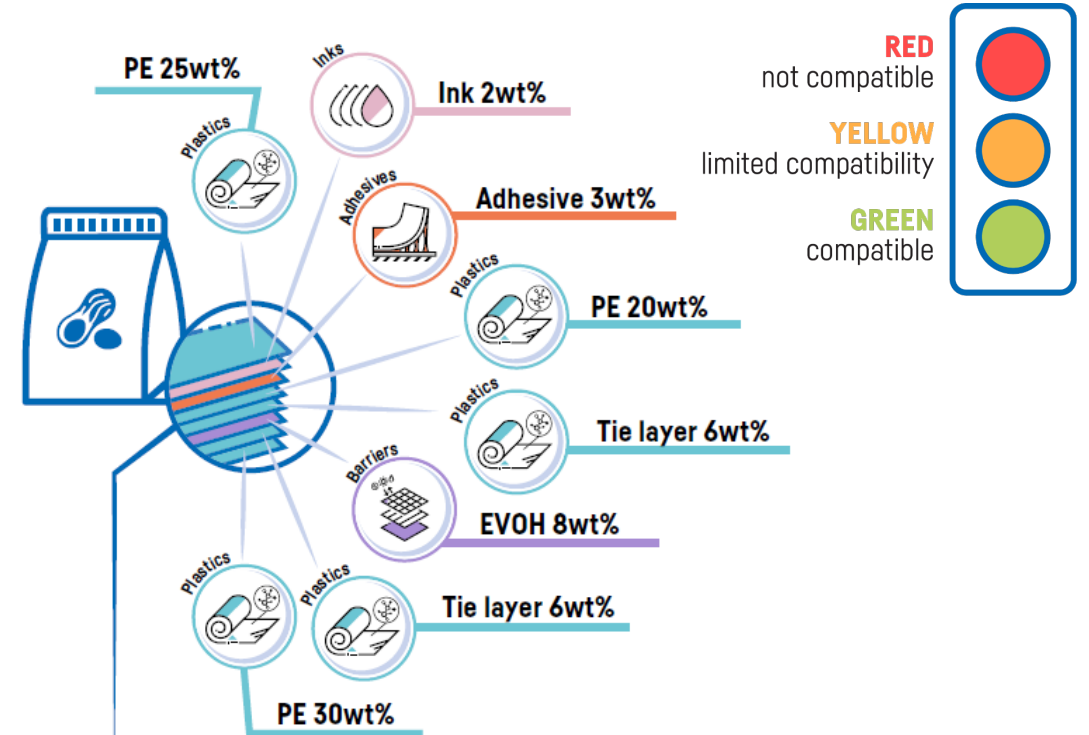 PE 25wt%
Plastics
Inks
Ink 2wt%
Adhesives
Adhesive 3wt%
Plastics
PE 20wt%
Plastics
Tie layer 6wt%
Barriers
EVOH 8wt%
Plastics
Tie layer 6wt%
Plastics
PE 30wt%
RED
not compatible
YELLOW
limited compatibility
GREEN
compatible